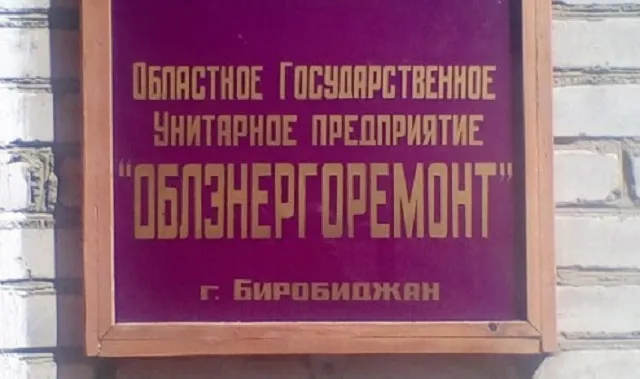 Областное Государственное
Унитарное предприятие
"ОБЛЭНЕРГОРЕМОНТ"
г. Биробиджан